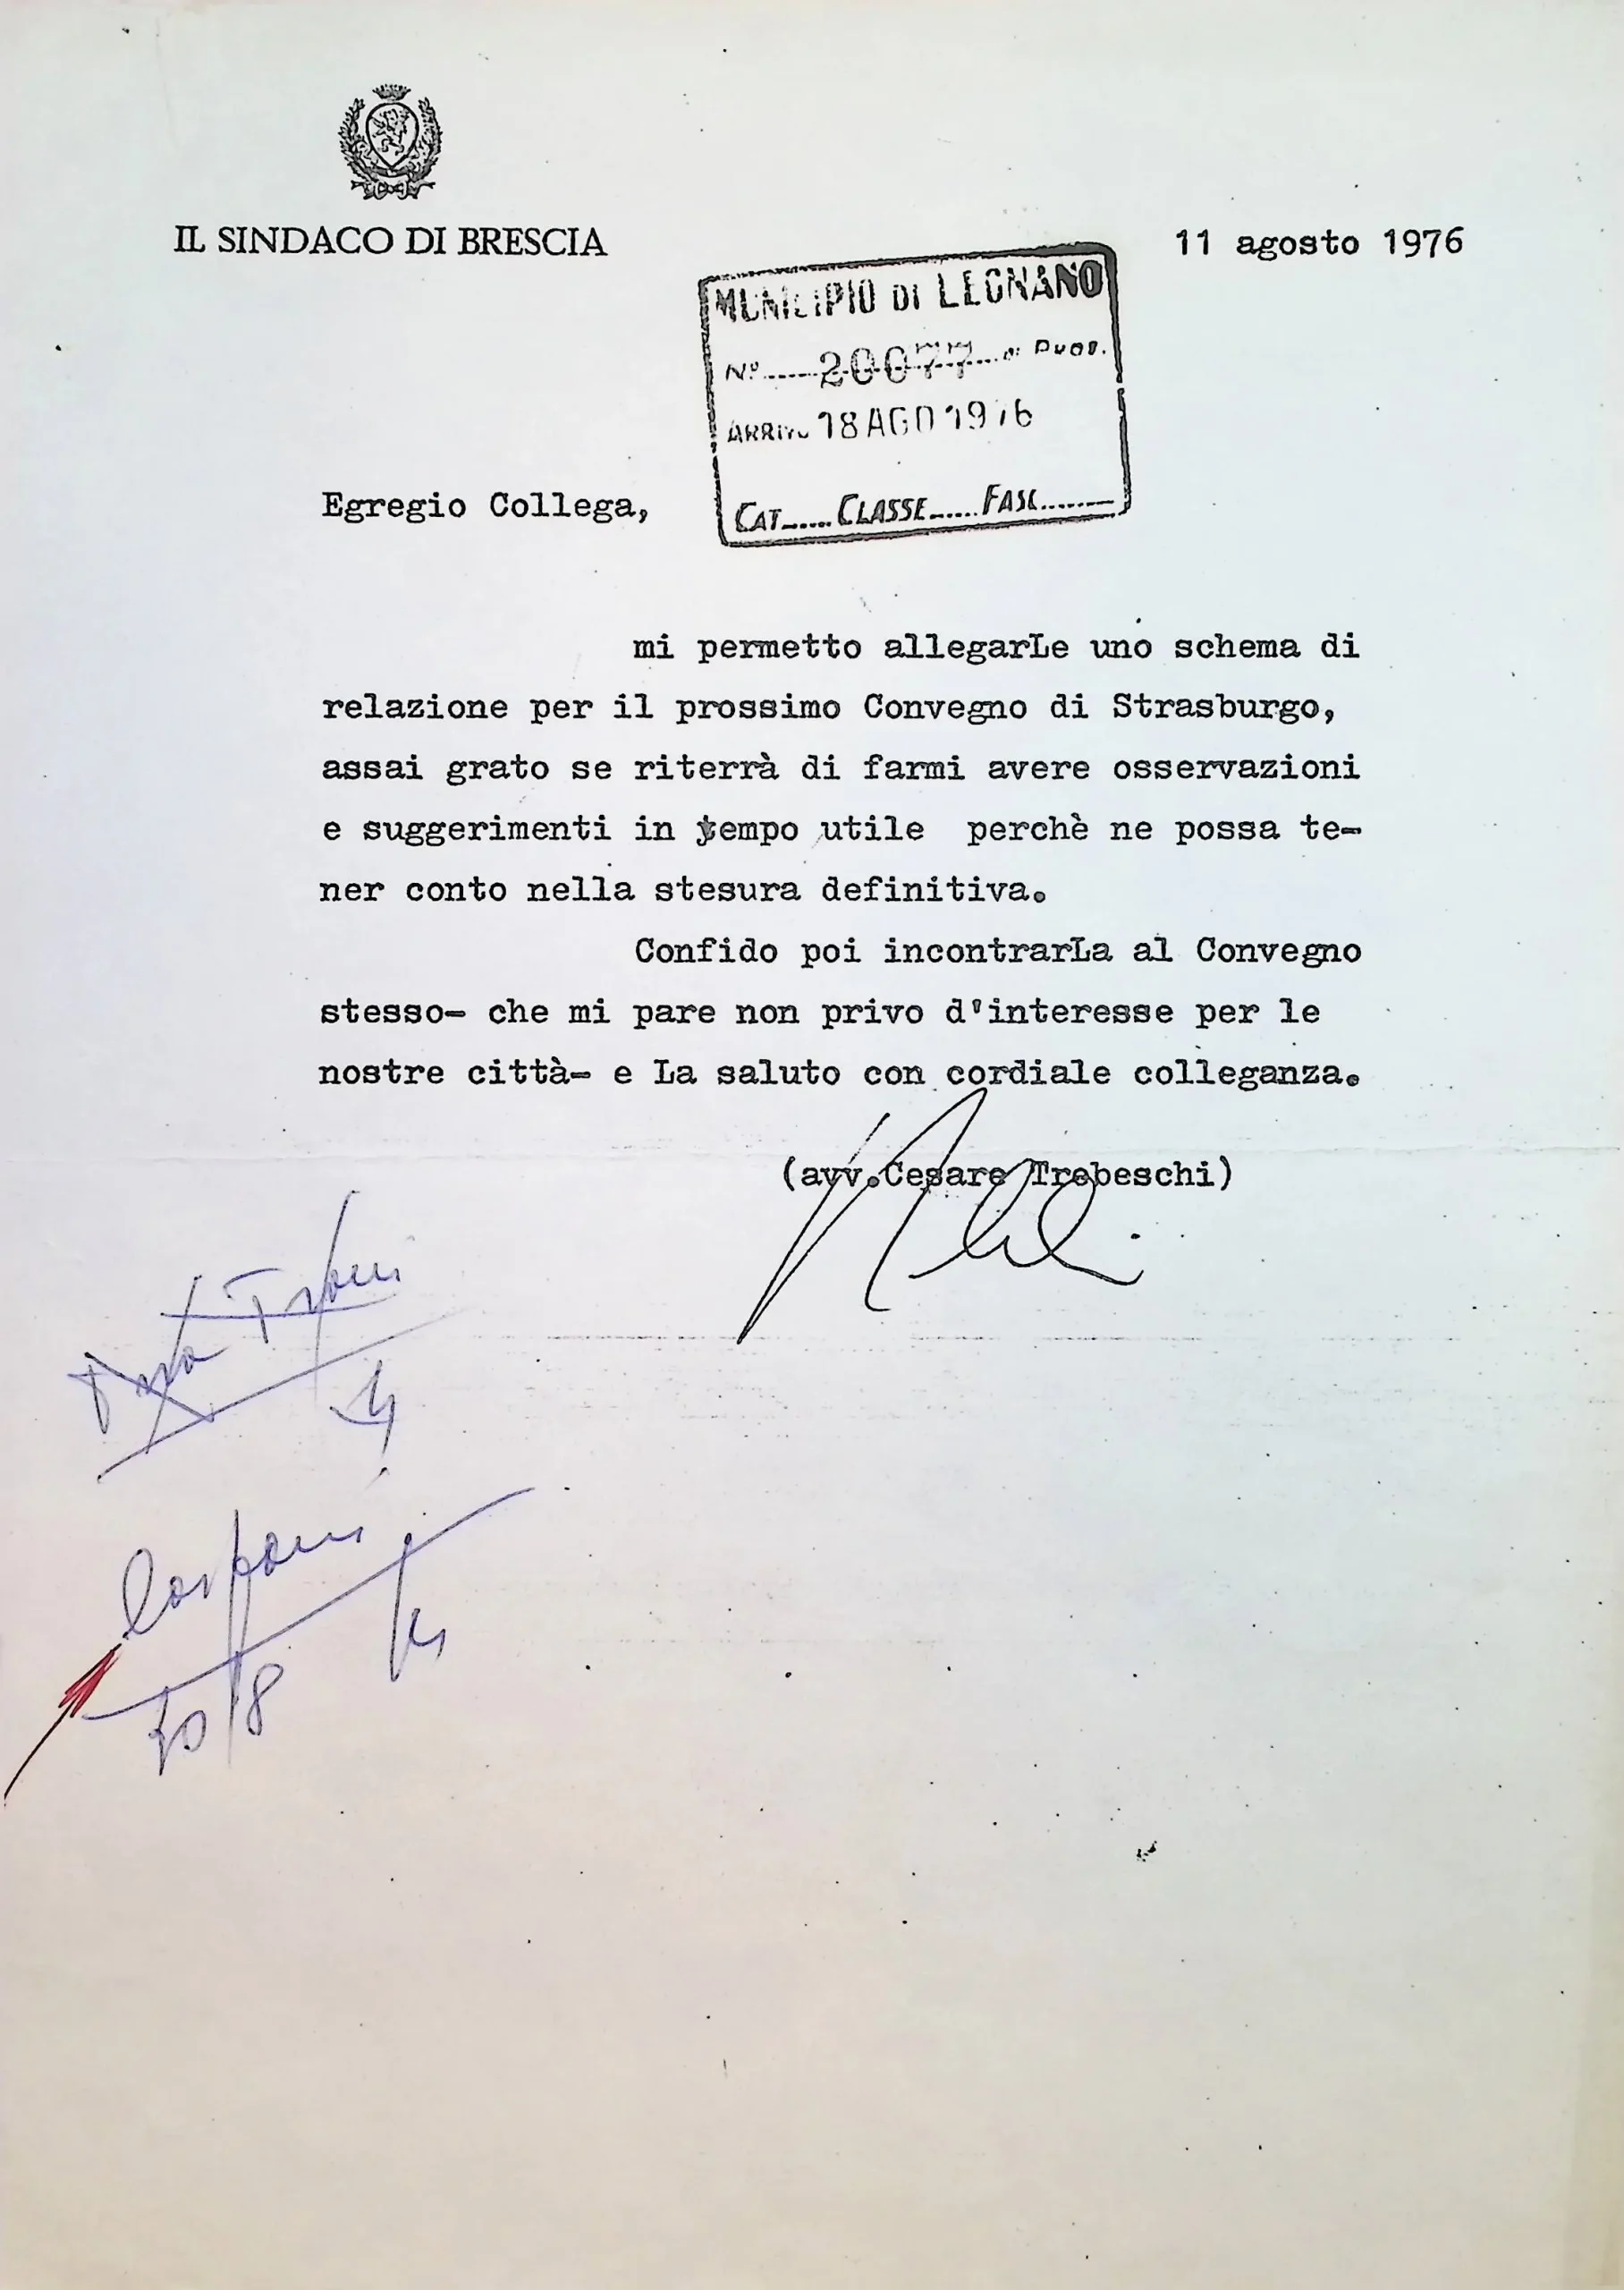 IL SINDACO DI BRESCIA
11 agosto 1976
MUNICIPIO DI LEGNANO
Nº 20077 di PROT.
ARRIVO 18 AGO 1976
CAT...... CLASSE...... FASC.........
Egregio Collega,
mi permetto allegarLe uno schema di
relazione per il prossimo Convegno di Strasburgo,
assai grato se riterrà di farmi avere osservazioni
e suggerimenti in tempo utile perchè ne possa te-
ner conto nella stesura definitiva.
Confido poi incontrarLa al Convegno
stesso- che mi pare non privo d'interesse per le
nostre città- e La saluto con cordiale colleganza.
(avv.Cesare Trebeschi)
30/8